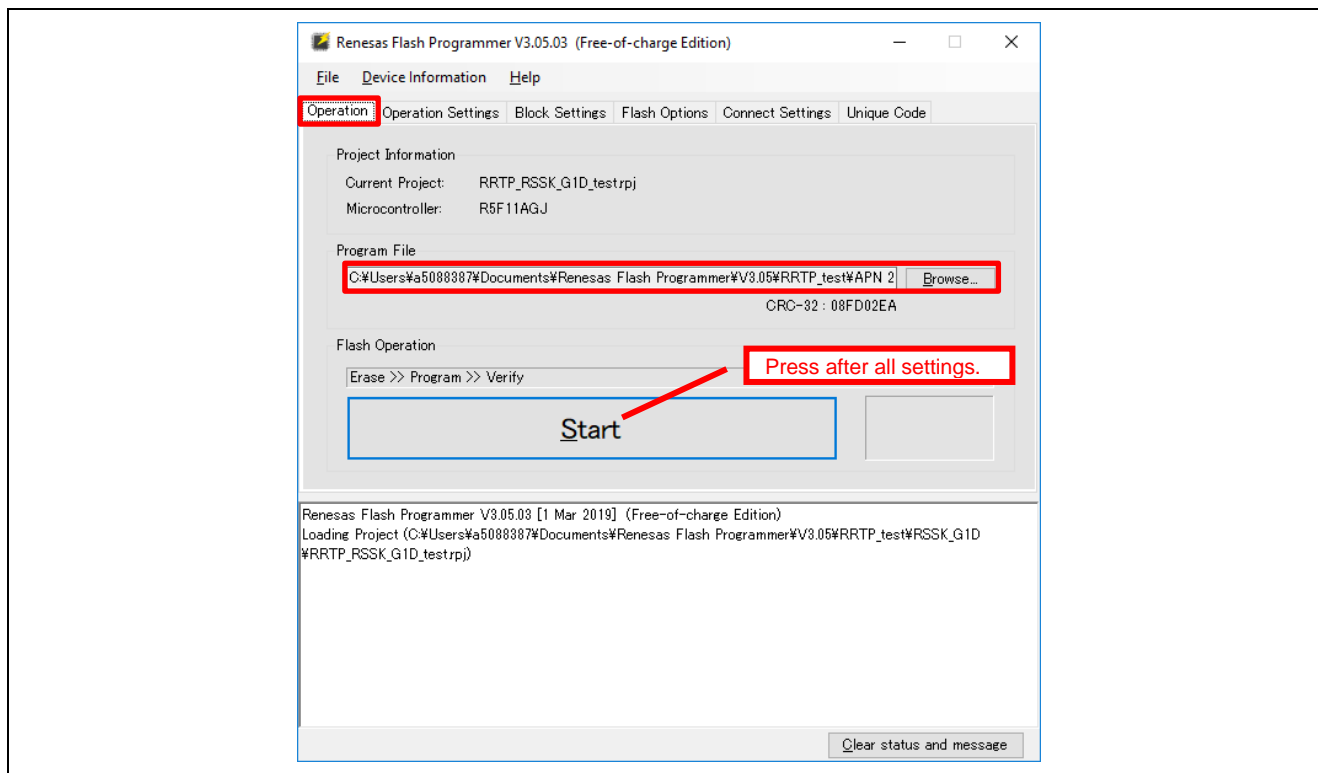 Renesas Flash Programmer V3.05.03 (Free-of-charge Edition)
File Device Information Help
Operation Operation Settings Block Settings Flash Options Connect Settings Unique Code
Project Information
Current Project: RRTP_RSSK_G1D_test.rpj
Microcontroller: R5F11AGJ
Program File
C:¥Users¥a5088387¥Documents¥Renesas Flash Programmer¥V3.05¥RRTP_test¥APN 2 Browse...
CRC-32 : 08FD02EA
Flash Operation
Press after all settings.
Erase >> Program >> Verify
Start
Renesas Flash Programmer V3.05.03 [1 Mar 2019] (Free-of-charge Edition)
Loading Project (C:¥Users¥a5088387¥Documents¥Renesas Flash Programmer¥V3.05¥RRTP_test¥RSSK_G1D
¥RRTP_RSSK_G1D_test.rpj)
Clear status and message